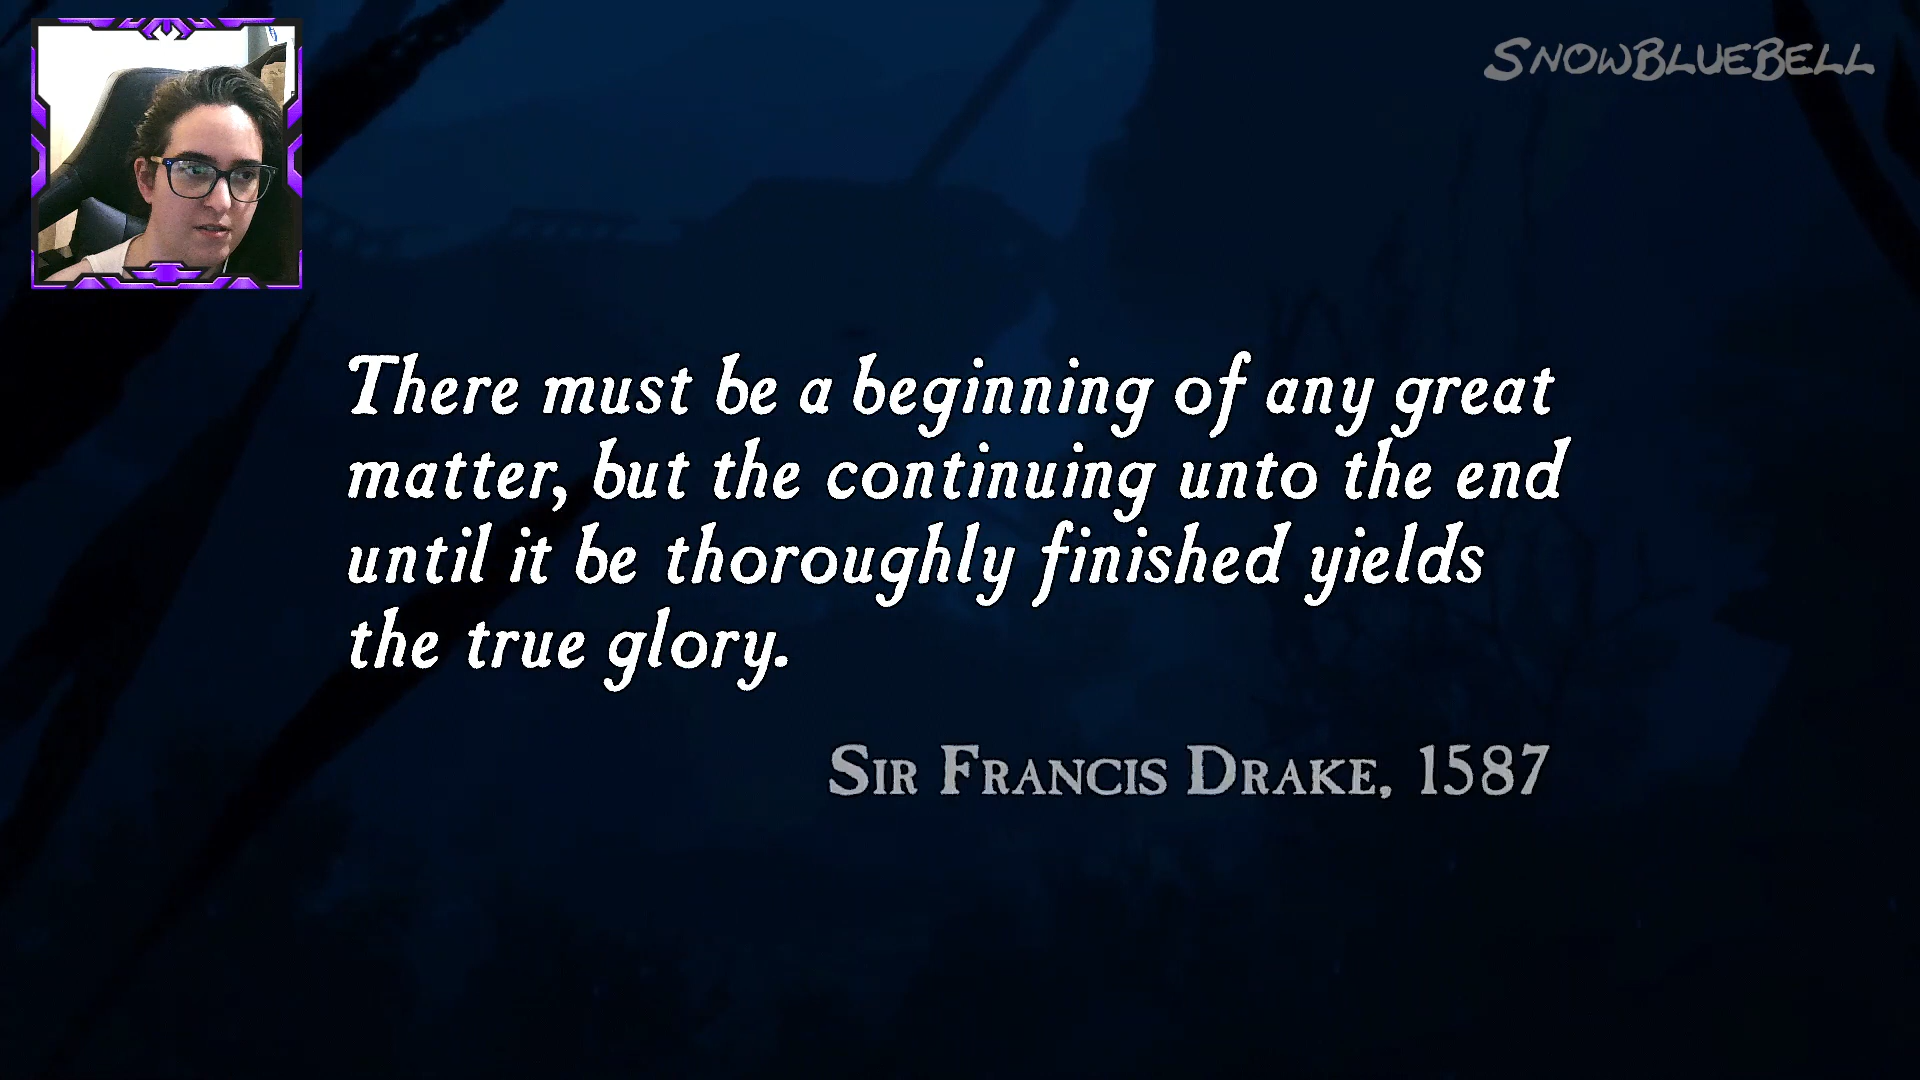 SNOWBLUEBELL
There must be a beginning of any great
matter, but the continuing unto the end
until it be thoroughly finished yields
the true glory.
SIR FRANCIS DRAKE, 1587